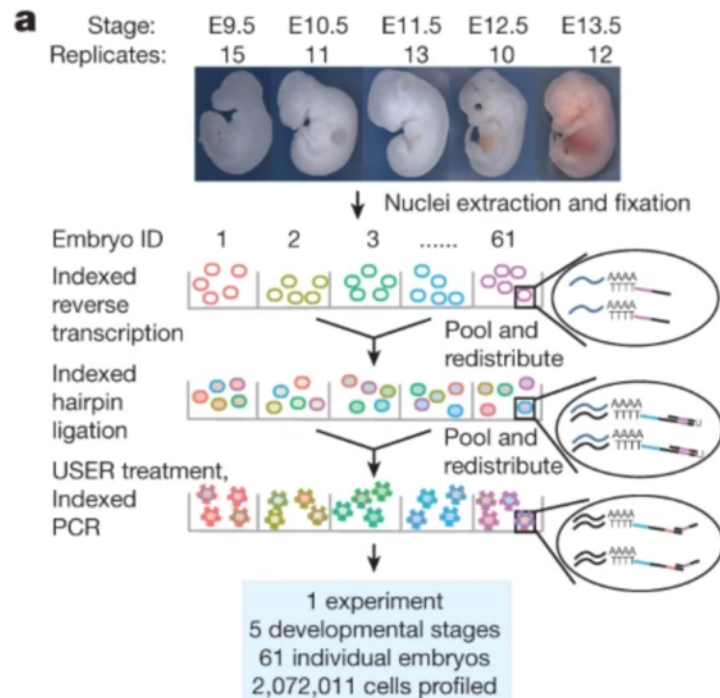 a
Stage: E9.5 E10.5 E11.5 E12.5 E13.5
Replicates: 15 11 13 10 12
Nuclei extraction and fixation
Embryo ID 1 2 3 ...... 61
Indexed
reverse
transcription
AAAA
TTTT
AAAA
TTTT
Pool and
redistribute
Indexed
hairpin
ligation
AAAA
TTTT
U
AAAA
TTTT
U
Pool and
redistribute
USER treatment,
Indexed
PCR
AAAA
TTTT
AAAA
TTTT
1 experiment
5 developmental stages
61 individual embryos
2,072,011 cells profiled